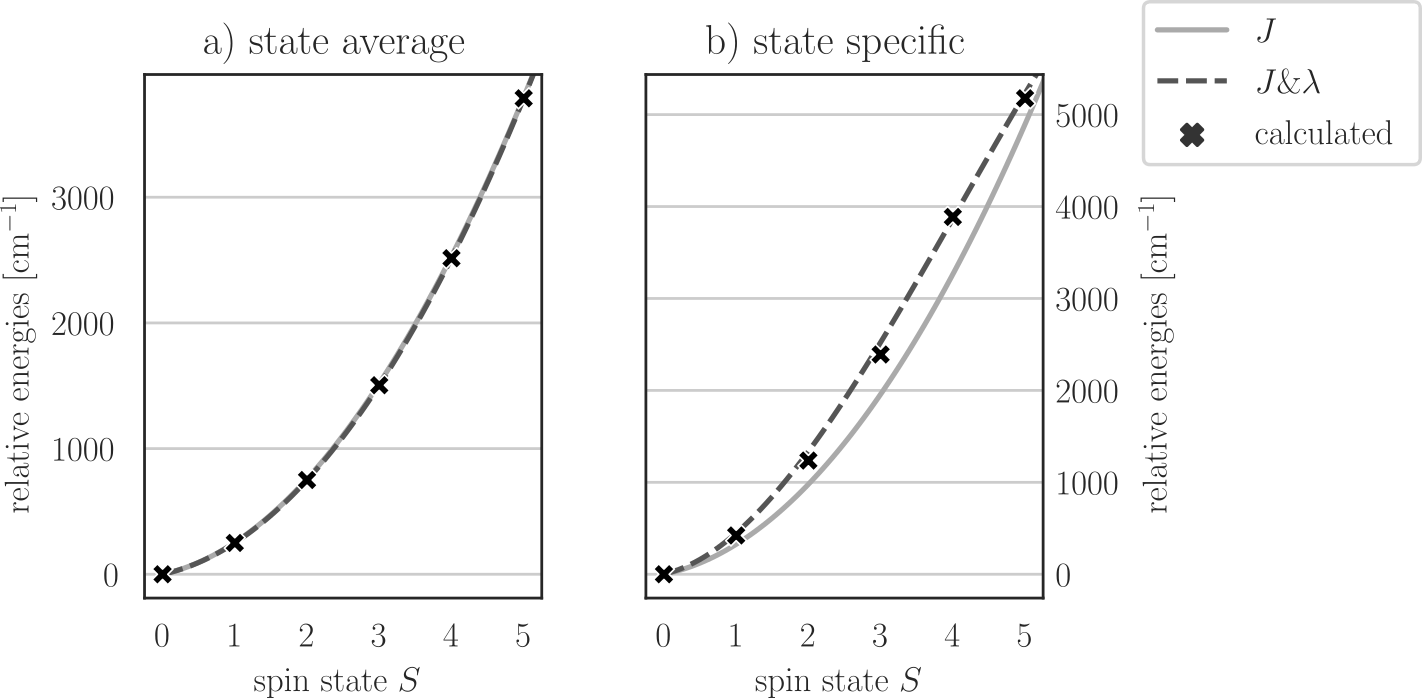 a) state average
relative energies [cm⁻¹]
3000
2000
1000
0
0 1 2 3 4 5
spin state S
b) state specific
5000
4000
3000
2000
1000
0
relative energies [cm⁻¹]
0 1 2 3 4 5
spin state S
J
J&λ
calculated